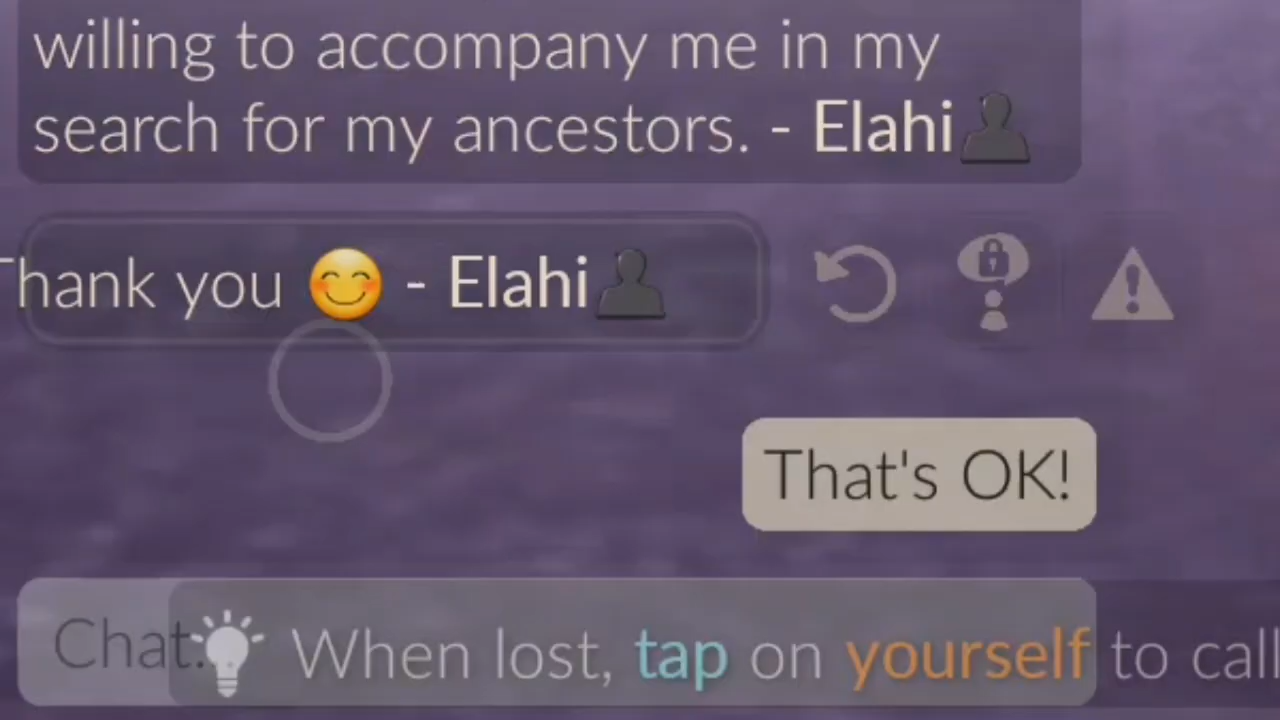 willing to accompany me in my
search for my ancestors. - Elahi
Thank you 😊 - Elahi
That's OK!
Chat.
When lost, tap on yourself to call